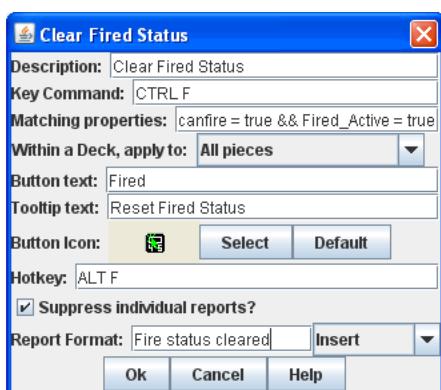 Clear Fired Status
Description: Clear Fired Status
Key Command: CTRL F
Matching properties: canfire = true && Fired_Active = true
Within a Deck, apply to: All pieces
Button text: Fired
Tooltip text: Reset Fired Status
Button Icon: Select Default
Hotkey: ALT F
Suppress individual reports?
Report Format: Fire status cleared Insert
Ok Cancel Help